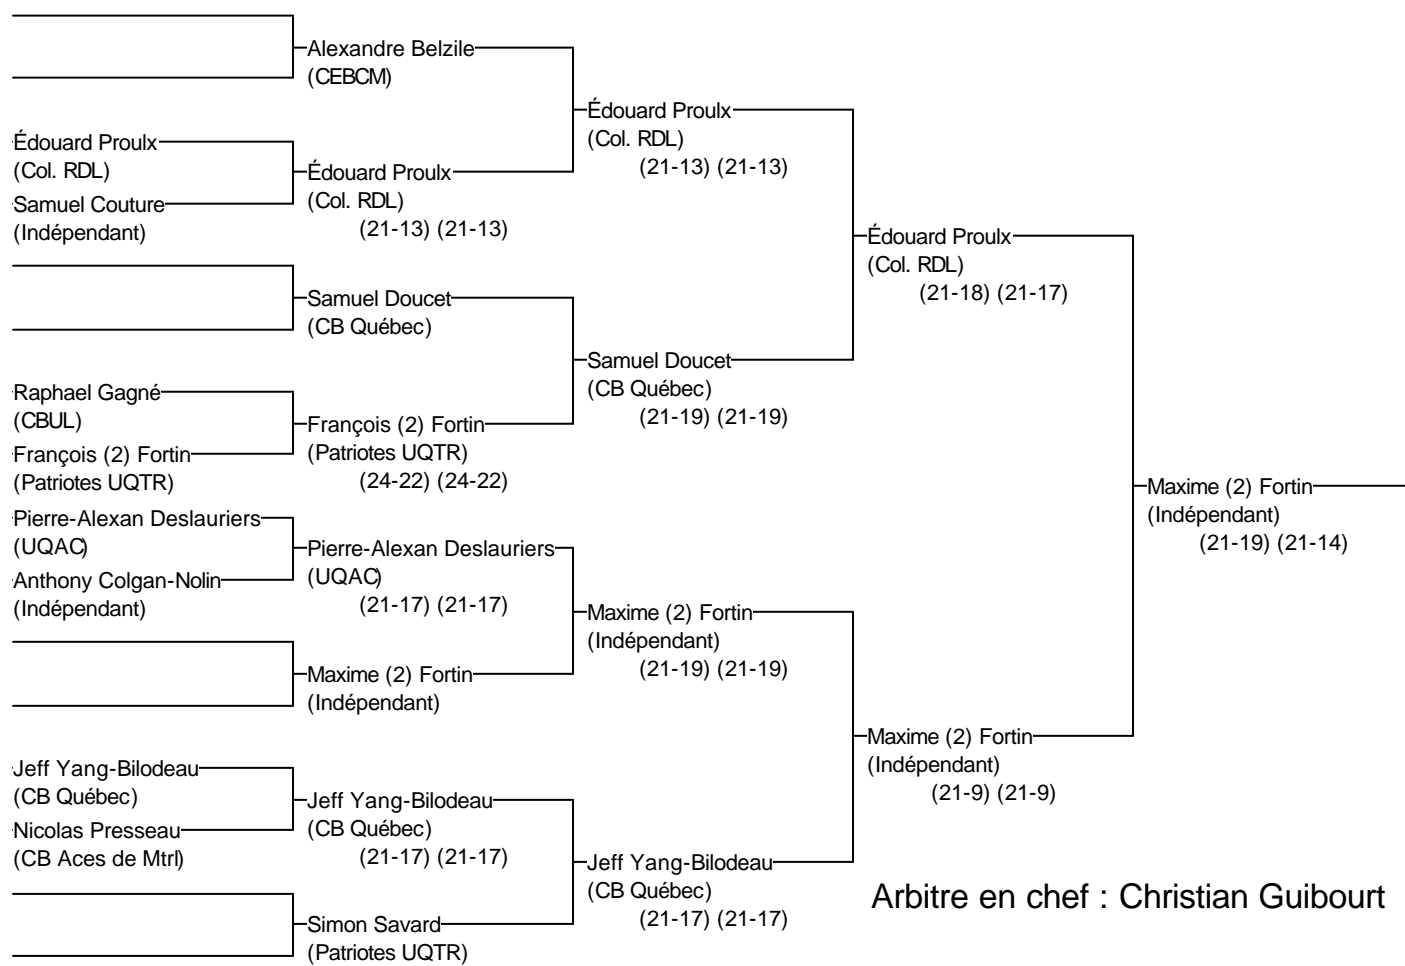 Alexandre Belzile
(CEBCM)
Édouard Proulx
(Col. RDL)
(21-13) (21-13)
Édouard Proulx
(Col. RDL)
Samuel Couture
(Indépendant)
Édouard Proulx
(Col. RDL)
(21-13) (21-13)
Édouard Proulx
(Col. RDL)
(21-18) (21-17)
Samuel Doucet
(CB Québec)
Samuel Doucet
(CB Québec)
(21-19) (21-19)
Raphael Gagné
(CBUL)
François (2) Fortin
(Patriotes UQTR)
François (2) Fortin
(Patriotes UQTR)
(24-22) (24-22)
Maxime (2) Fortin
(Indépendant)
(21-19) (21-14)
Pierre-Alexan Deslauriers
(UQAC)
Anthony Colgan-Nolin
(Indépendant)
Pierre-Alexan Deslauriers
(UQAC)
(21-17) (21-17)
Maxime (2) Fortin
(Indépendant)
(21-19) (21-19)
Maxime (2) Fortin
(Indépendant)
Maxime (2) Fortin
(Indépendant)
(21-9) (21-9)
Jeff Yang-Bilodeau
(CB Québec)
Nicolas Presseau
(CB Aces de Mtrl)
Jeff Yang-Bilodeau
(CB Québec)
(21-17) (21-17)
Jeff Yang-Bilodeau
(CB Québec)
(21-17) (21-17)
Simon Savard
(Patriotes UQTR)
Arbitre en chef : Christian Guibourt